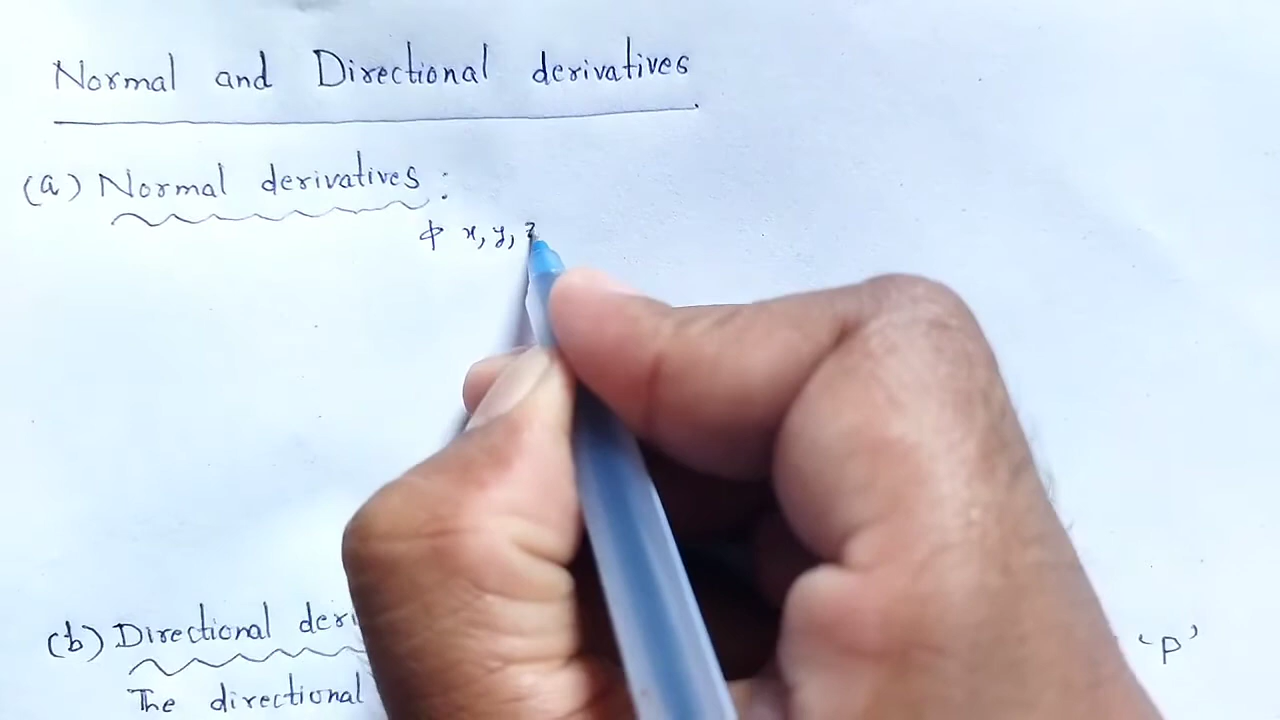 Normal and Directional derivatives
(a) Normal derivatives :
ϕ x, y, z
(b) Directional
'P'
The directional